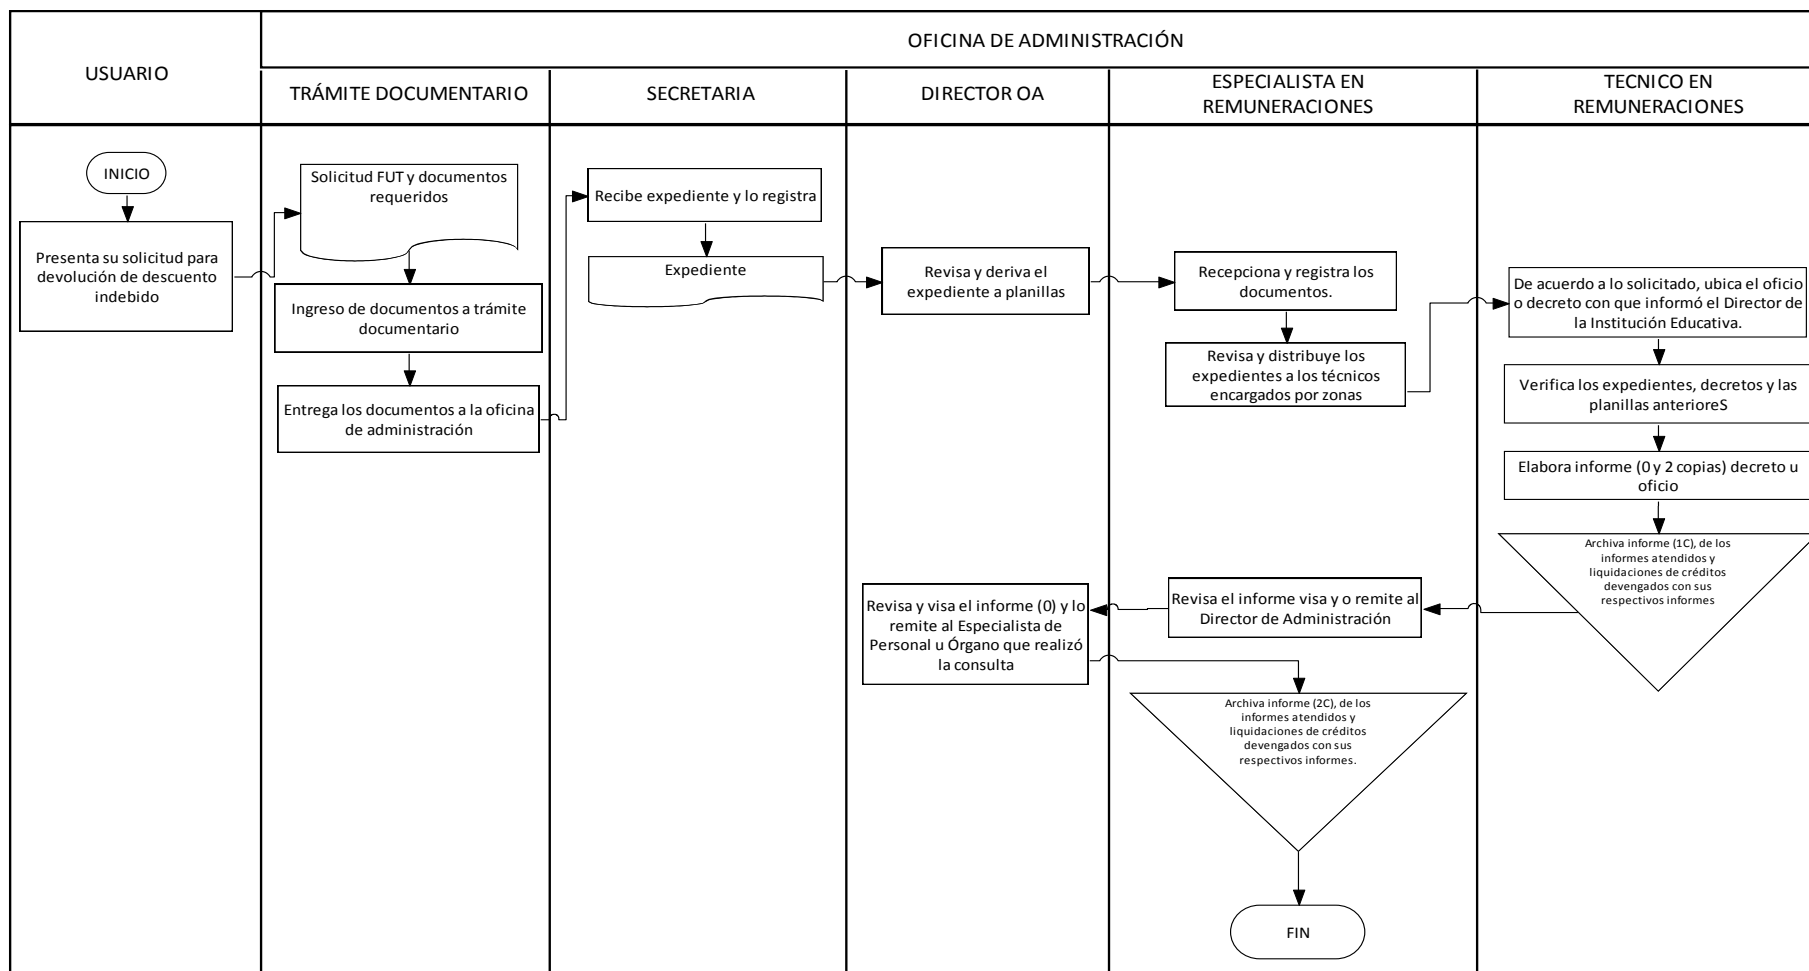 USUARIO
OFICINA DE ADMINISTRACIÓN
TRÁMITE DOCUMENTARIO
SECRETARIA
DIRECTOR OA
ESPECIALISTA EN
REMUNERACIONES
TECNICO EN
REMUNERACIONES
INICIO
Presenta su solicitud para
devolución de descuento
indebido
Solicitud FUT y documentos
requeridos
Ingreso de documentos a trámite
documentario
Entrega los documentos a la oficina
de administración
Recibe expediente y lo registra
Expediente
Revisa y deriva el
expediente a planillas
Recepciona y registra los
documentos.
Revisa y distribuye los
expedientes a los técnicos
encargados por zonas
De acuerdo a lo solicitado, ubica el oficio
o decreto con que informó el Director de
la Institución Educativa.
Verifica los expedientes, decretos y las
planillas anterioreS
Elabora informe (0 y 2 copias) decreto u
oficio
Archiva informe (1C), de los
informes atendidos y
liquidaciones de créditos
devengados con sus
respectivos informes
Revisa el informe visa y o remite al
Director de Administración
Revisa y visa el informe (0) y lo
remite al Especialista de
Personal u Órgano que realizó
la consulta
Archiva informe (2C), de los
informes atendidos y
liquidaciones de créditos
devengados con sus
respectivos informes.
FIN